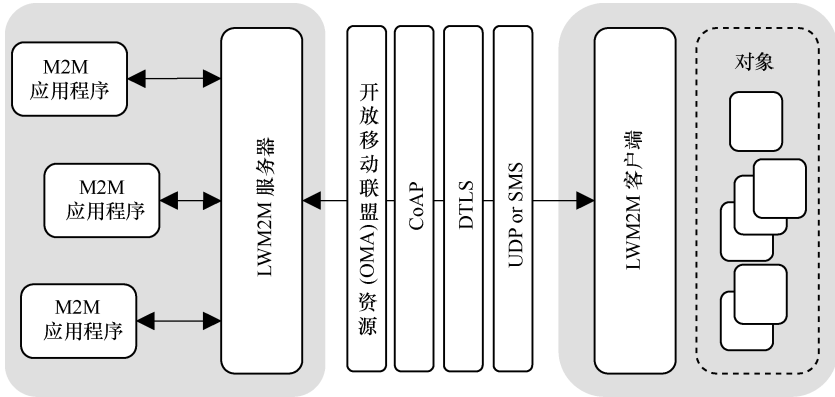 M2M
应用程序
M2M
应用程序
M2M
应用程序
LWM2M 服务器
开放移动联盟(OMA)资源
CoAP
DTLS
UDP or SMS
LWM2M 客户端
对象